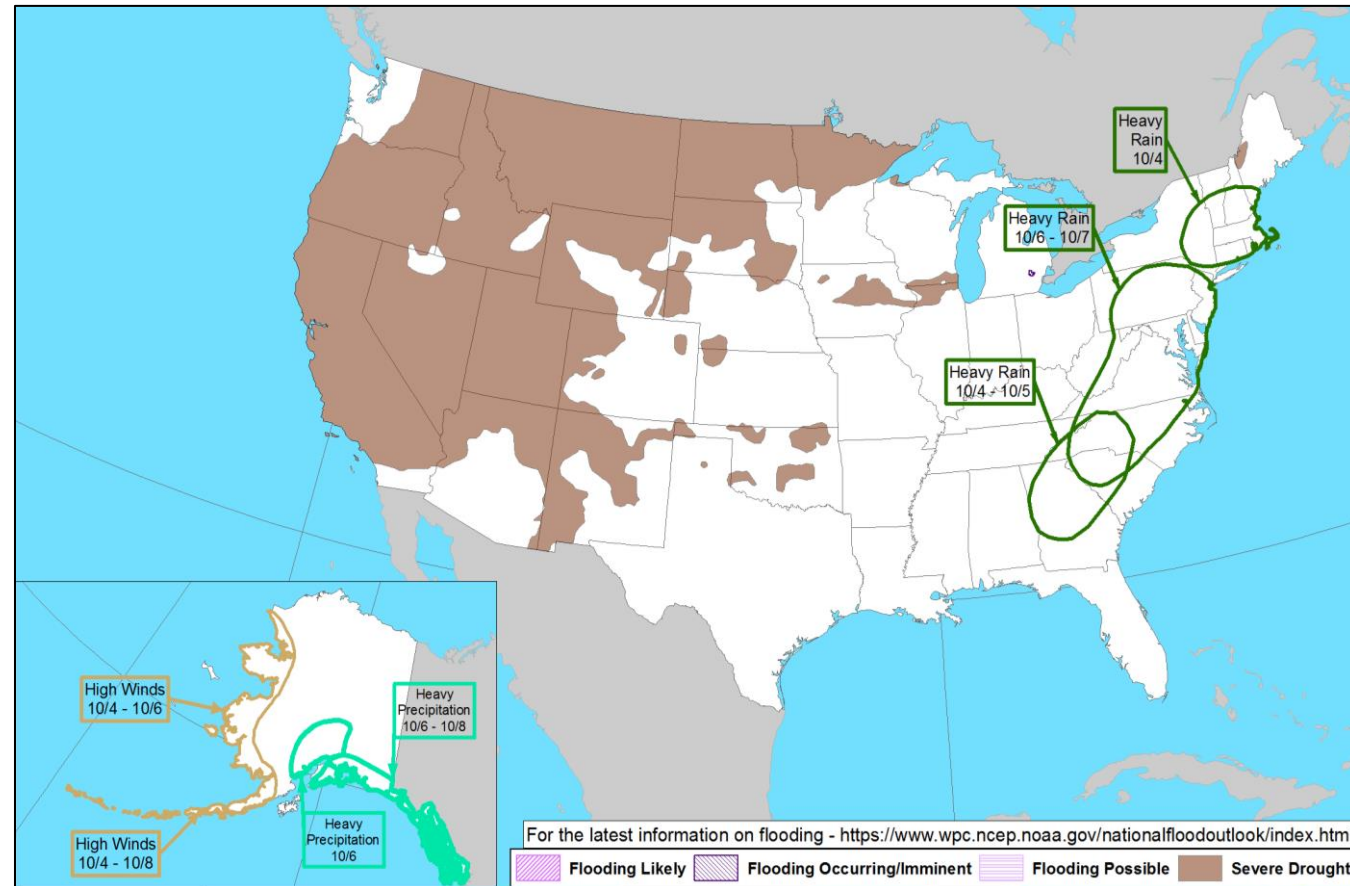 Heavy
Rain
10/4
Heavy Rain
10/6 - 10/7
Heavy Rain
10/4 - 10/5
High Winds
10/4 - 10/6
Heavy
Precipitation
10/6 - 10/8
Heavy
Precipitation
10/6
High Winds
10/4 - 10/8
For the latest information on flooding - https://www.wpc.ncep.noaa.gov/nationalfloodoutlook/index.htm
Flooding Likely
Flooding Occurring/Imminent
Flooding Possible
Severe Drought